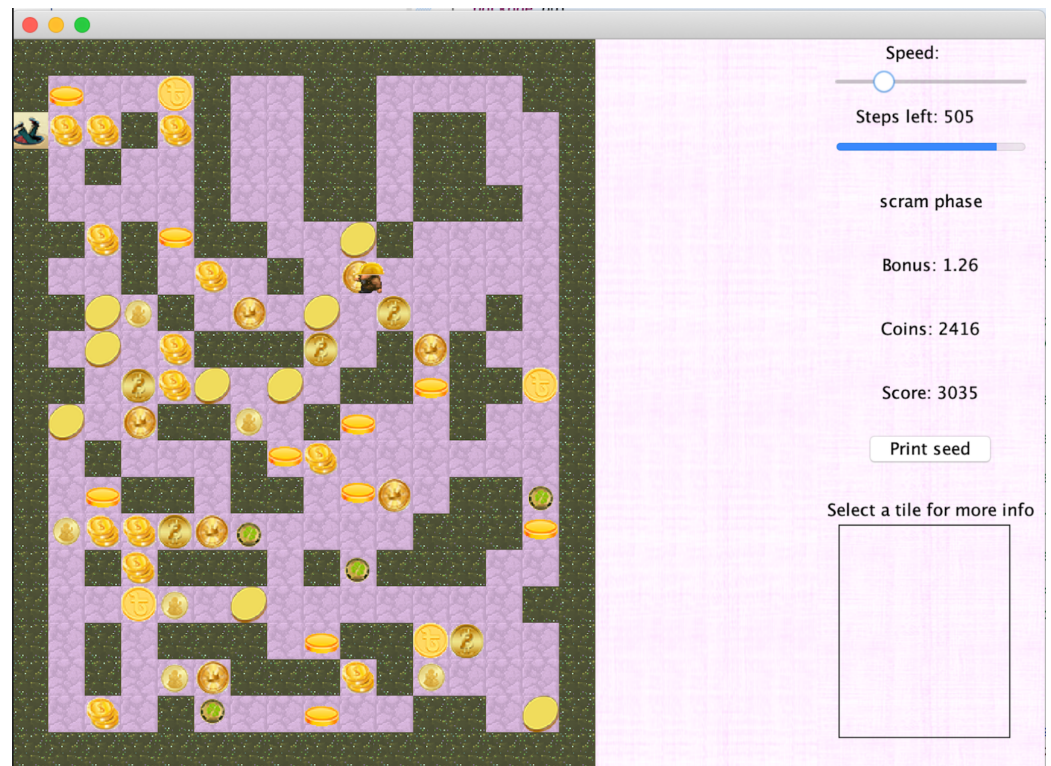 Speed:
Steps left: 505
scram phase
Bonus: 1.26
Coins: 2416
Score: 3035
Print seed
Select a tile for more info